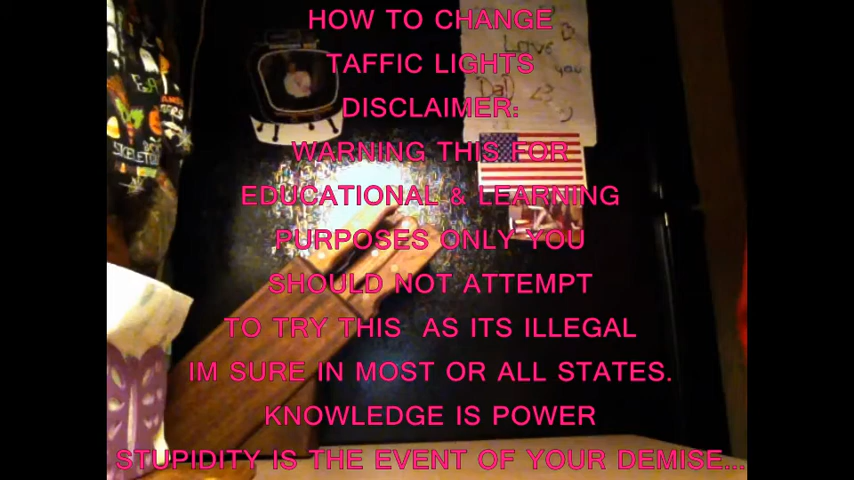 HOW TO CHANGE
TAFFIC LIGHTS
DISCLAIMER:
WARNING THIS FOR
EDUCATIONAL & LEARNING
PURPOSES ONLY YOU
SHOULD NOT ATTEMPT
TO TRY THIS AS ITS ILLEGAL
IM SURE IN MOST OR ALL STATES.
KNOWLEDGE IS POWER
STUPIDITY IS THE EVENT OF YOUR DEMISE...
Love
you
DaD <3
SKELETON